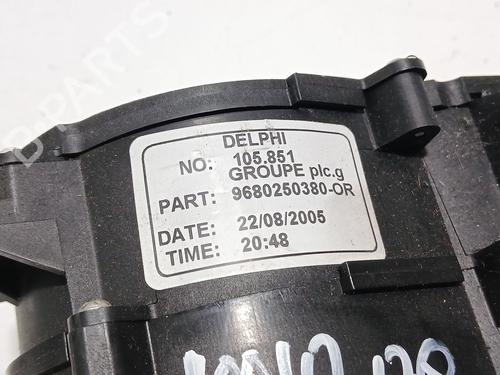 DELPHI
NO: 105.851
GROUPE plc.g
PART: 9680250380-OR
DATE: 22/08/2005
TIME: 20:48